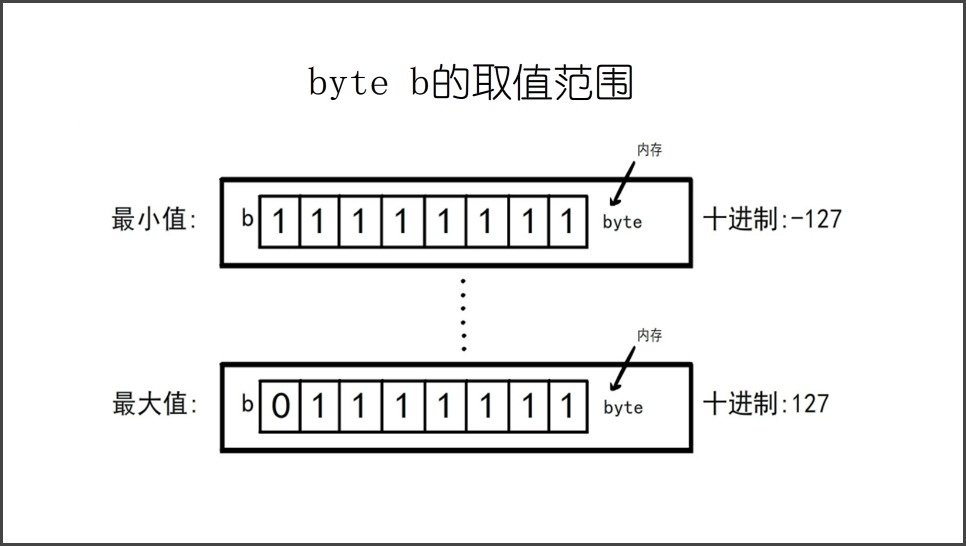 byte b的取值范围
内存
最小值: b 1 1 1 1 1 1 1 1 byte 十进制:-127
内存
最大值: b 0 1 1 1 1 1 1 1 byte 十进制:127